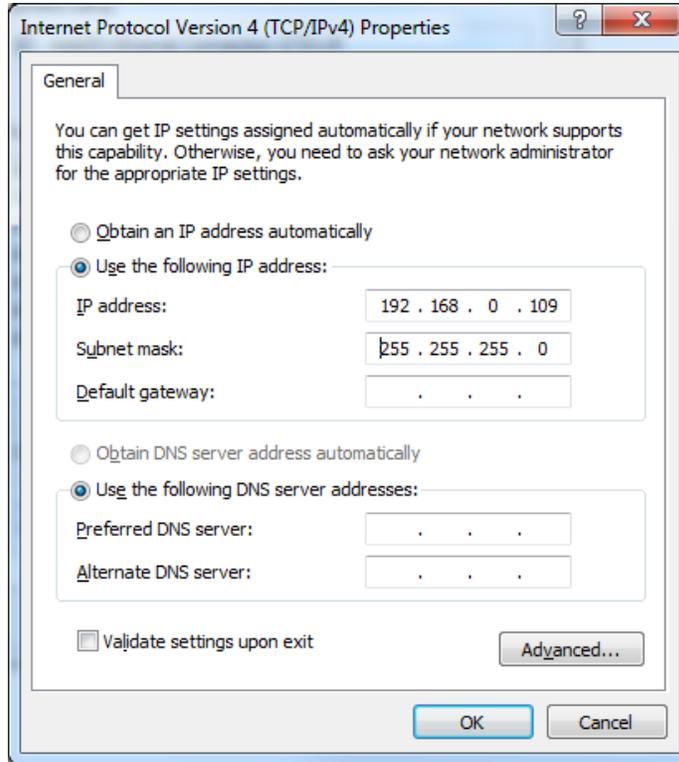 Internet Protocol Version 4 (TCP/IPv4) Properties
General
You can get IP settings assigned automatically if your network supports
this capability. Otherwise, you need to ask your network administrator
for the appropriate IP settings.
Obtain an IP address automatically
Use the following IP address:
IP address: 192 . 168 . 0 . 109
Subnet mask: 255 . 255 . 255 . 0
Default gateway: . . .
Obtain DNS server address automatically
Use the following DNS server addresses:
Preferred DNS server: . . .
Alternate DNS server: . . .
Validate settings upon exit
Advanced...
OK Cancel